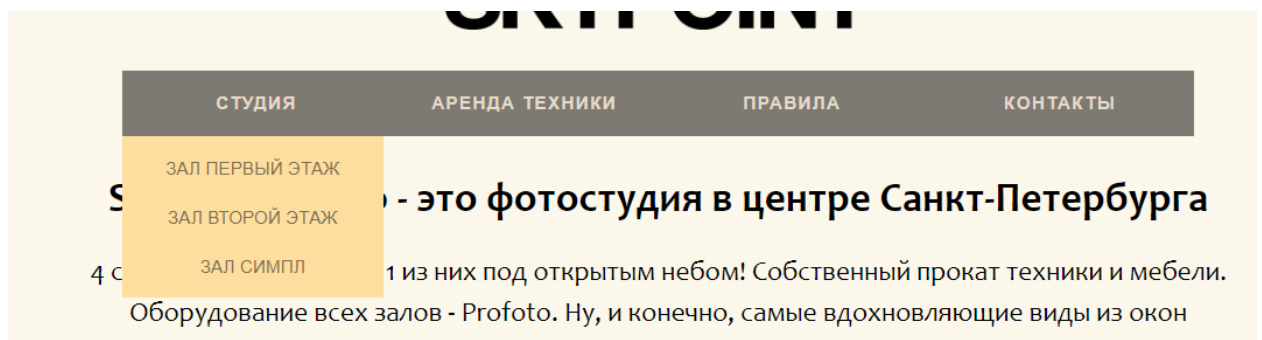 СТУДИЯ АРЕНДА ТЕХНИКИ ПРАВИЛА КОНТАКТЫ
ЗАЛ ПЕРВЫЙ ЭТАЖ
- это фотостудия в центре Санкт-Петербурга
ЗАЛ ВТОРОЙ ЭТАЖ
ЗАЛ СИМПЛ
4 1 из них под открытым небом! Собственный прокат техники и мебели.
Оборудование всех залов - Profoto. Ну, и конечно, самые вдохновляющие виды из окон